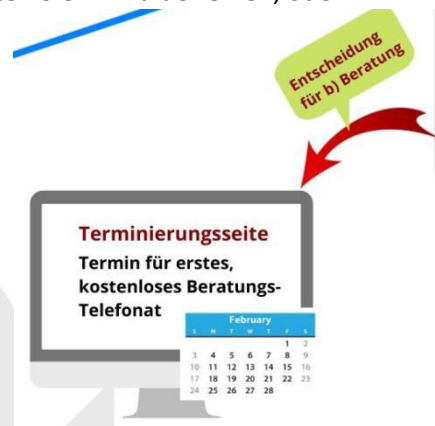 Entscheidung
für b) Beratung
Terminierungsseite
Termin für erstes,
kostenloses Beratungs-
Telefonat
February
S M T W T F S
1 2
3 4 5 6 7 8 9
10 11 12 13 14 15 16
17 18 19 20 21 22 23
24 25 26 27 28